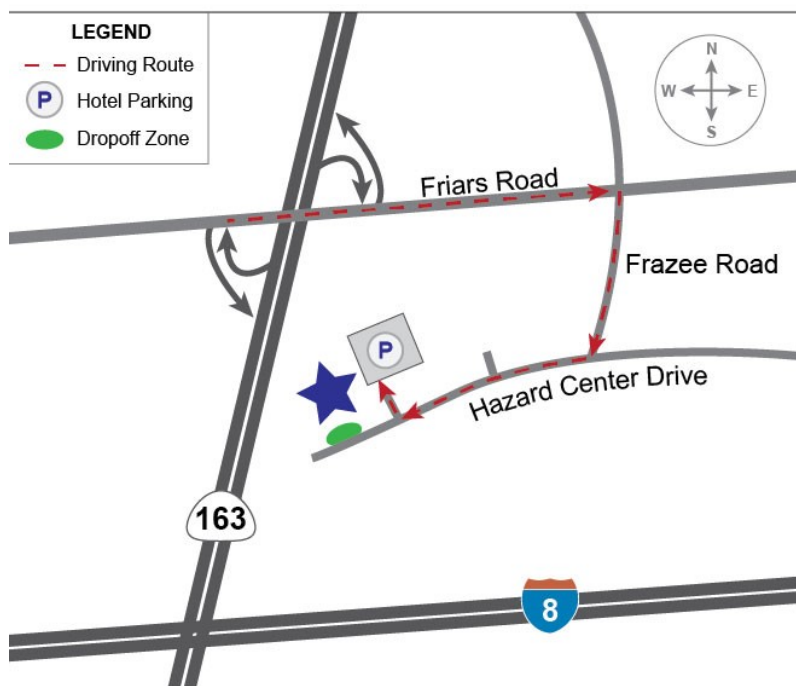 LEGEND
Driving Route
P Hotel Parking
Dropoff Zone
N
W E
S
Friars Road
Frazee Road
P
Hazard Center Drive
163
8